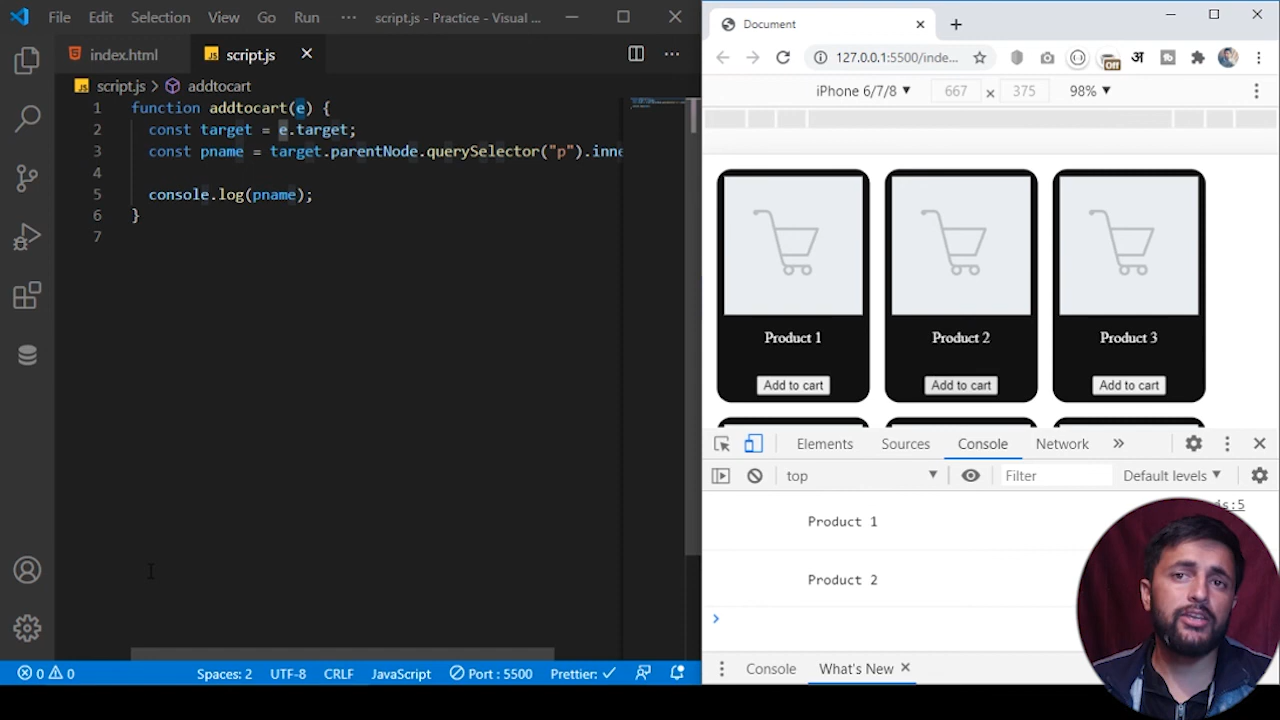 File Edit Selection View Go Run ··· script.js - Practice - Visual ...
index.html script.js
script.js > addtocart
1 function addtocart(e) {
2 const target = e.target;
3 const pname = target.parentNode.querySelector("p").inne
4
5 console.log(pname);
6 }
7
0 0 Spaces: 2 UTF-8 CRLF JavaScript Port : 5500 Prettier: ✓
Document
127.0.0.1:5500/inde...
Off अ
iPhone 6/7/8 ▼ 667 × 375 98% ▼
Product 1 Product 2 Product 3
Add to cart Add to cart Add to cart
Elements Sources Console Network »
top ▼ Filter Default levels ▼
js:5
Product 1
Product 2
>
Console What's New